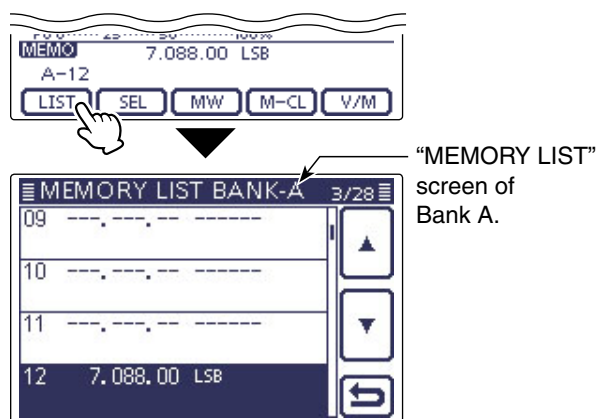 MEMO 7.088.00 LSB
A-12
LIST SEL MW M-CL V/M
“MEMORY LIST”
screen of
Bank A.
MEMORY LIST BANK-A 3/28
09 ---.---.-- ------
10 ---.---.-- ------
11 ---.---.-- ------
12 7.088.00 LSB